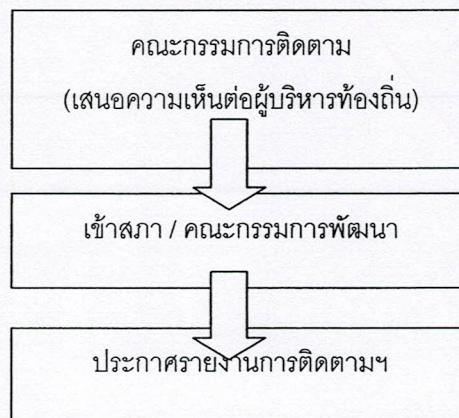 คณะกรรมการติดตาม
(เสนอความเห็นต่อผู้บริหารท้องถิ่น)
เข้าสภา / คณะกรรมการพัฒนา
ประกาศรายงานการติดตามฯ